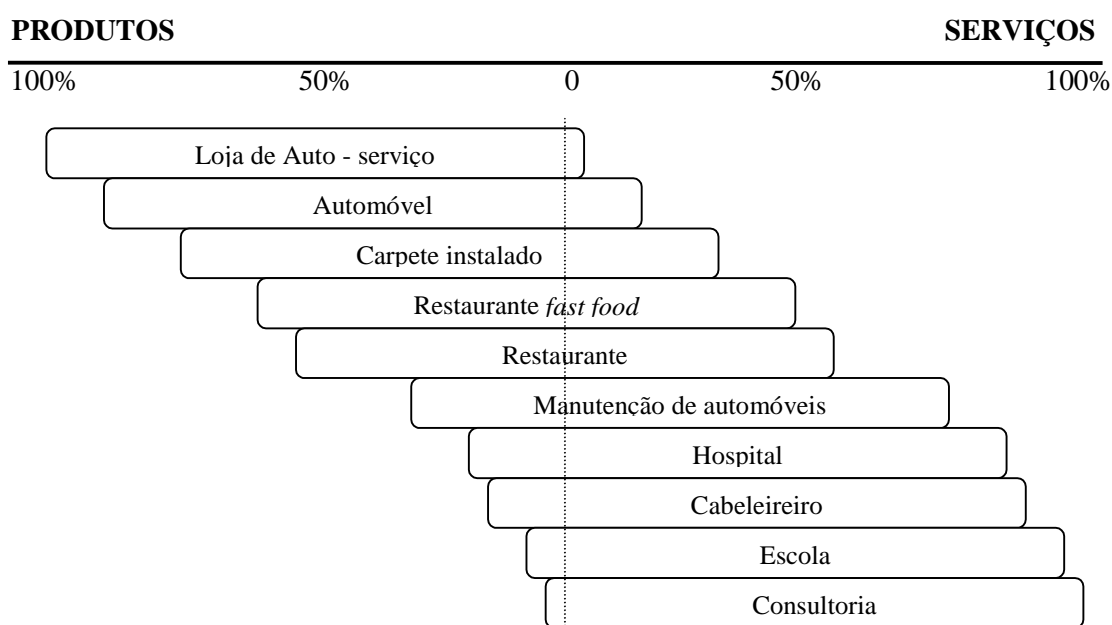 PRODUTOS SERVIÇOS
100% 50% 0 50% 100%
Loja de Auto - serviço
Automóvel
Carpete instalado
Restaurante fast food
Restaurante
Manutenção de automóveis
Hospital
Cabeleireiro
Escola
Consultoria